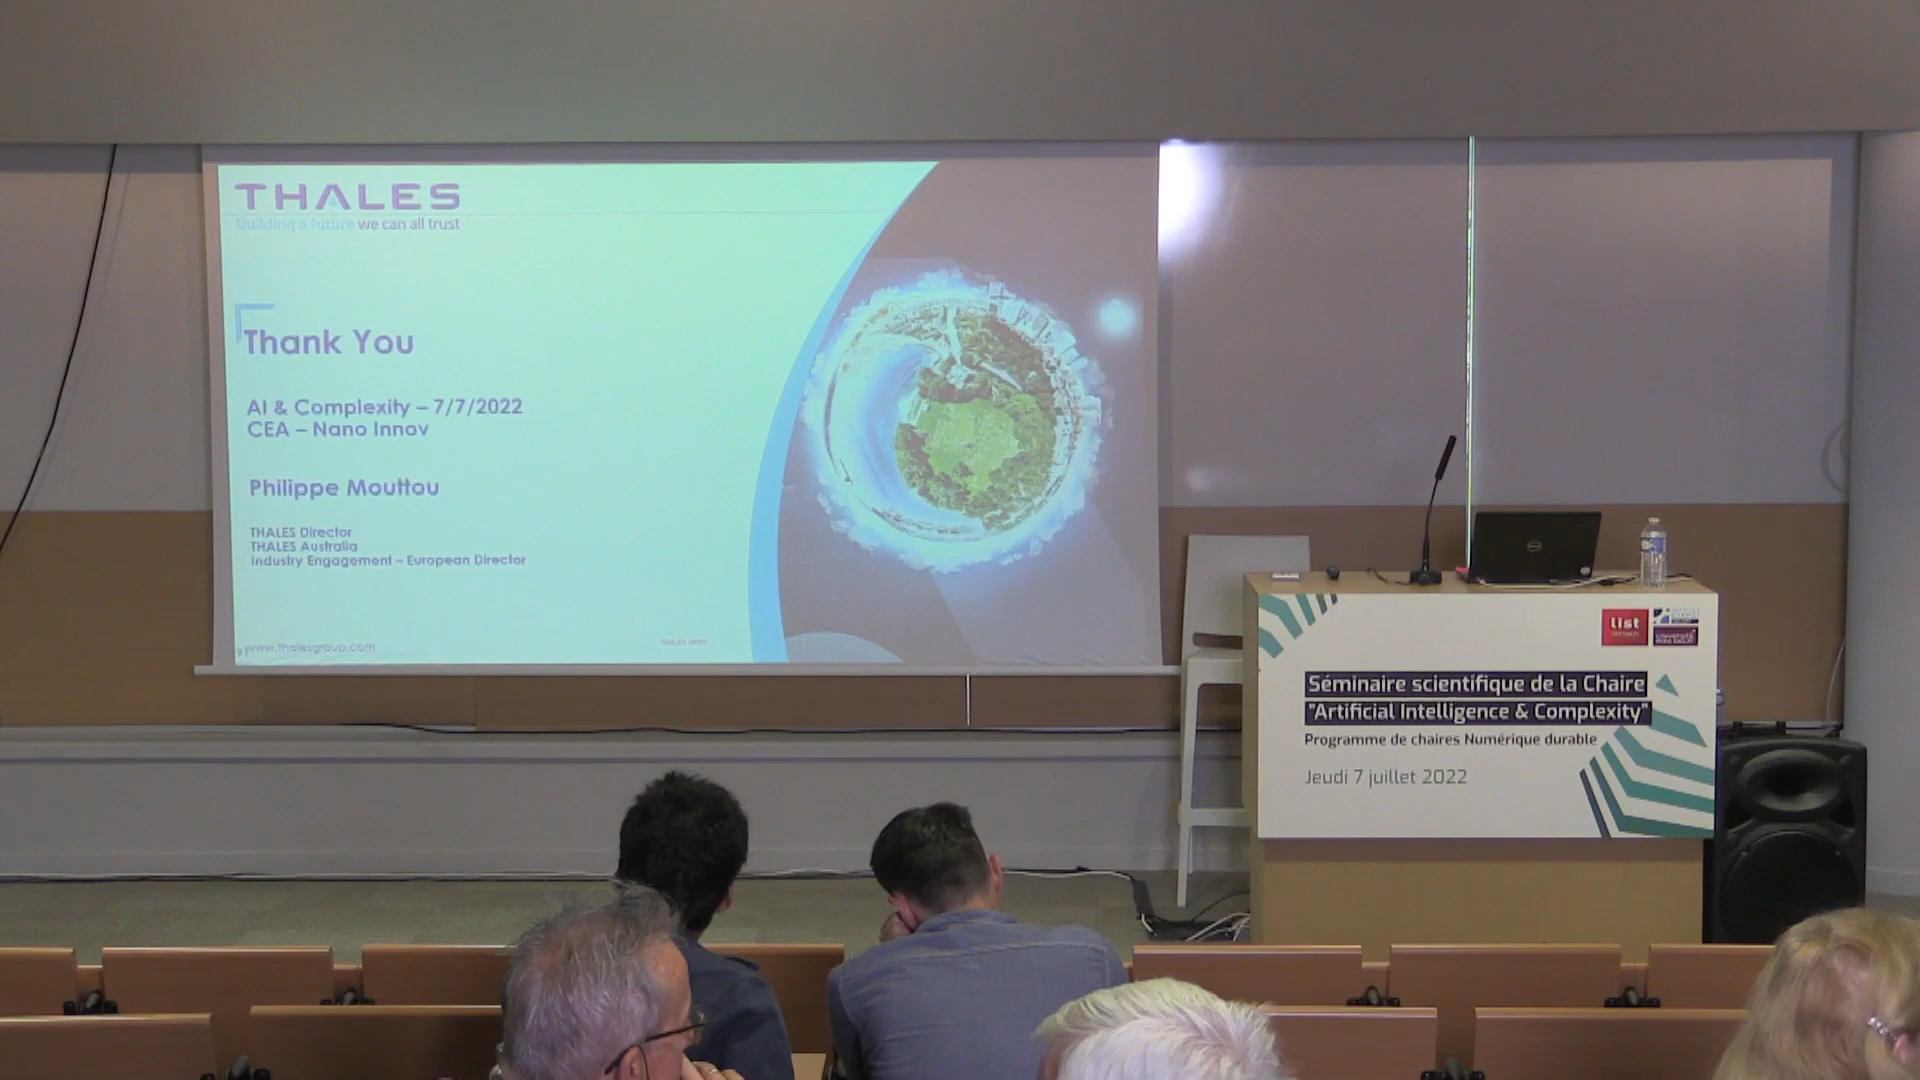 THALES
Building a future we can all trust
Thank You
AI & Complexity – 7/7/2022
CEA – Nano Innov
Philippe Mouttou
THALES Director
THALES Australia
Industry Engagement – European Director
www.thalesgroup.com
THALES OPEN
list
Séminaire scientifique de la Chaire
"Artificial Intelligence & Complexity"
Programme de chaires Numérique durable
Jeudi 7 juillet 2022